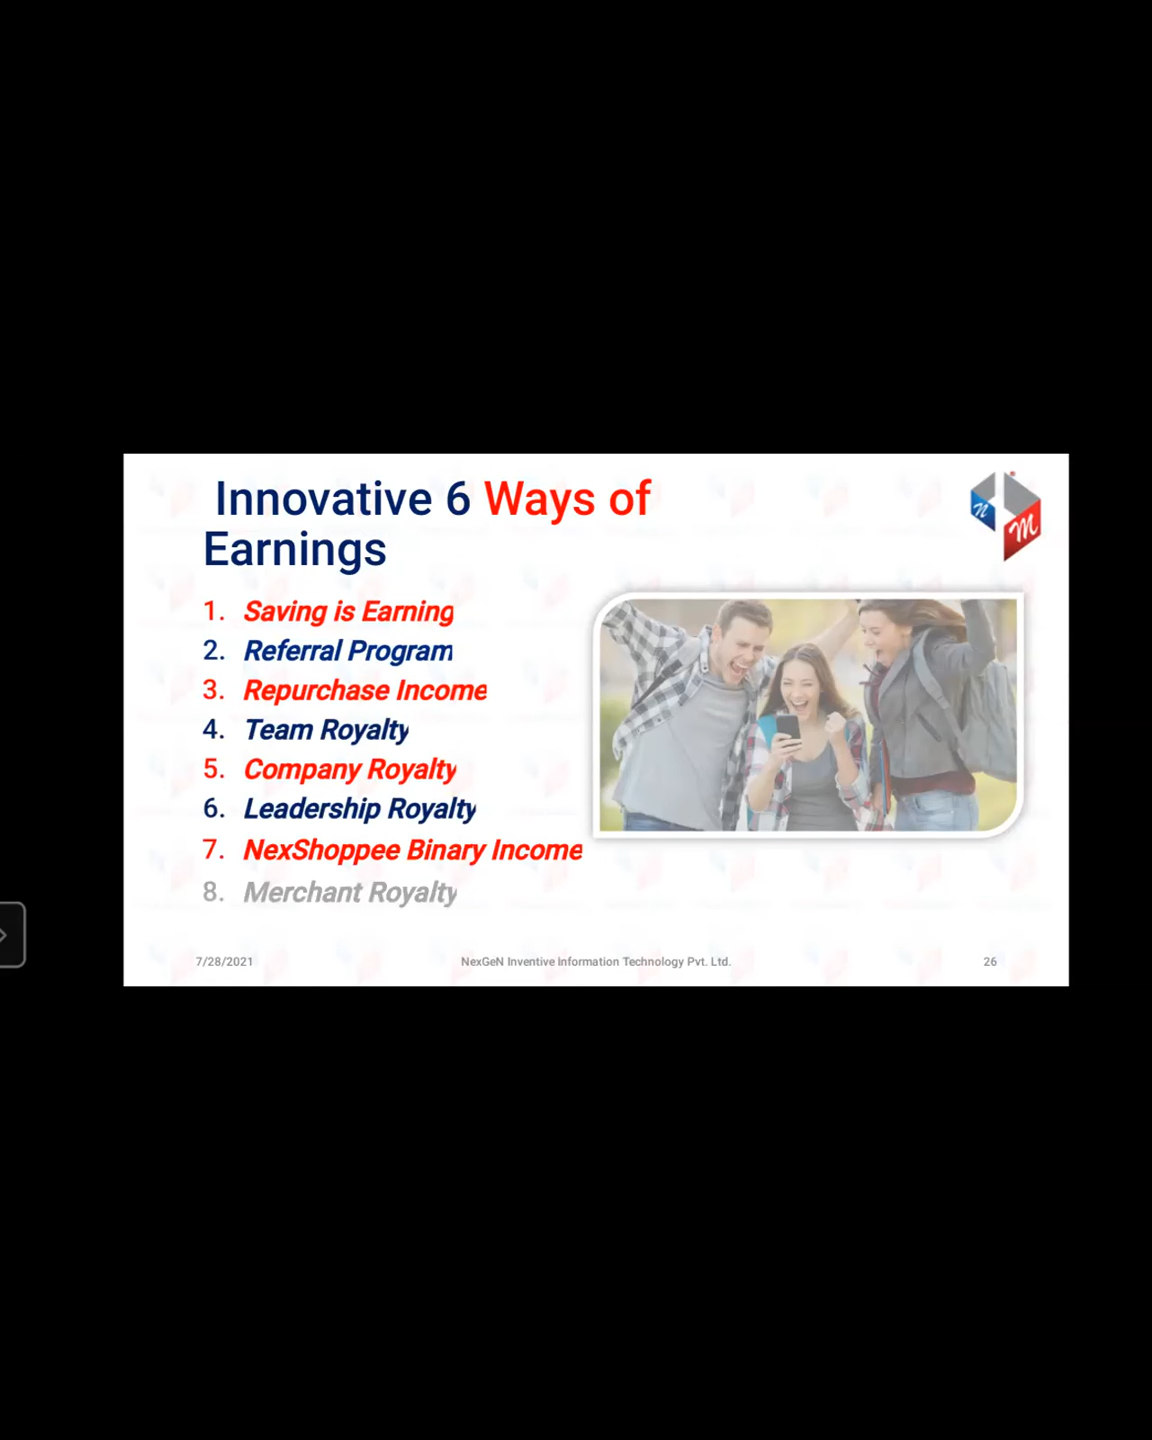 Innovative 6 Ways of
Earnings
1. Saving is Earning
2. Referral Program
3. Repurchase Income
4. Team Royalty
5. Company Royalty
6. Leadership Royalty
7. NexShoppee Binary Income
8. Merchant Royalty
7/28/2021 NexGeN Inventive Information Technology Pvt. Ltd. 26
n
m